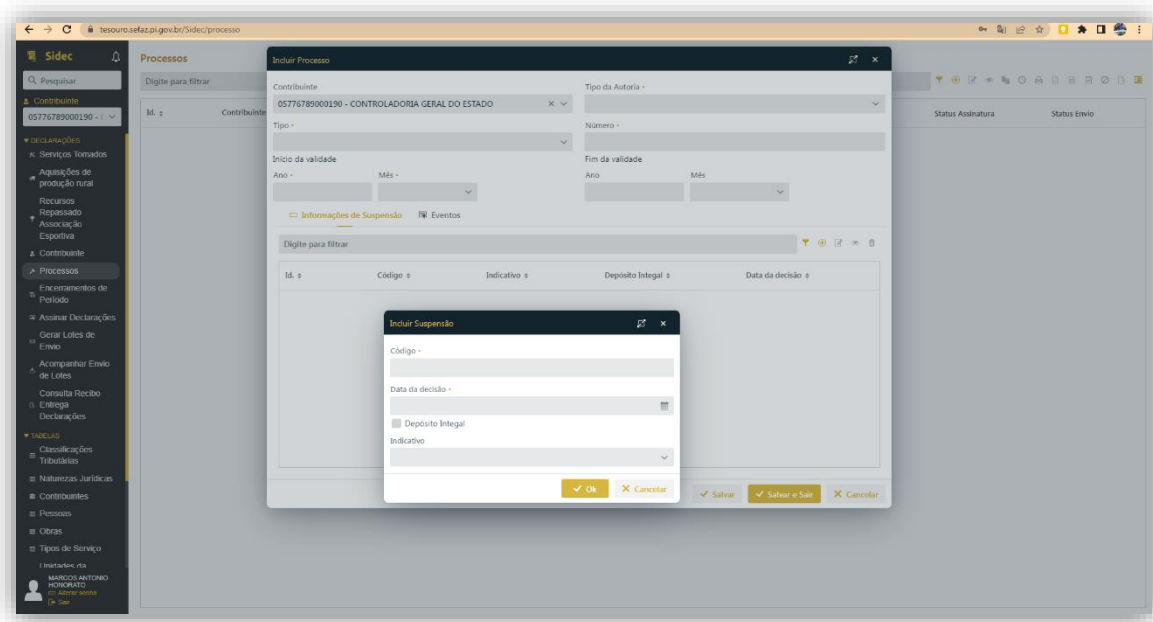 tesouro.sefaz.pi.gov.br/Sidec/processo
Sidec
Pesquisar
Contribuinte
05776789000190 - C
DECLARAÇÕES
Serviços Tomados
Aquisições de
produção rural
Recursos
Repassado
Associação
Esportiva
Contribuinte
Processos
Encerramentos de
Período
Assinar Declarações
Gerar Lotes de
Envio
Acompanhar Envio
de Lotes
Consulta Recibo
Entrega
Declarações
TABELAS
Classificações
Tributárias
Naturezas Jurídicas
Contribuintes
Pessoas
Obras
Tipos de Serviço
Unidades da
MARCOS ANTONIO
HONORATO
Alterar senha
Sair
Processos
Digite para filtrar
Id.
Contribuinte
Status Assinatura
Status Envio
Incluir Processo
Contribuinte
05776789000190 - CONTROLADORIA GERAL DO ESTADO
Tipo da Autoria
Tipo
Número
Início da validade
Fim da validade
Ano Mês
Ano Mês
Informações de Suspensão Eventos
Digite para filtrar
Id. Código Indicativo Depósito Integal Data da decisão
Incluir Suspensão
Código
Data da decisão
Depósito Integal
Indicativo
Ok Cancelar
Salvar Salvar e Sair Cancelar